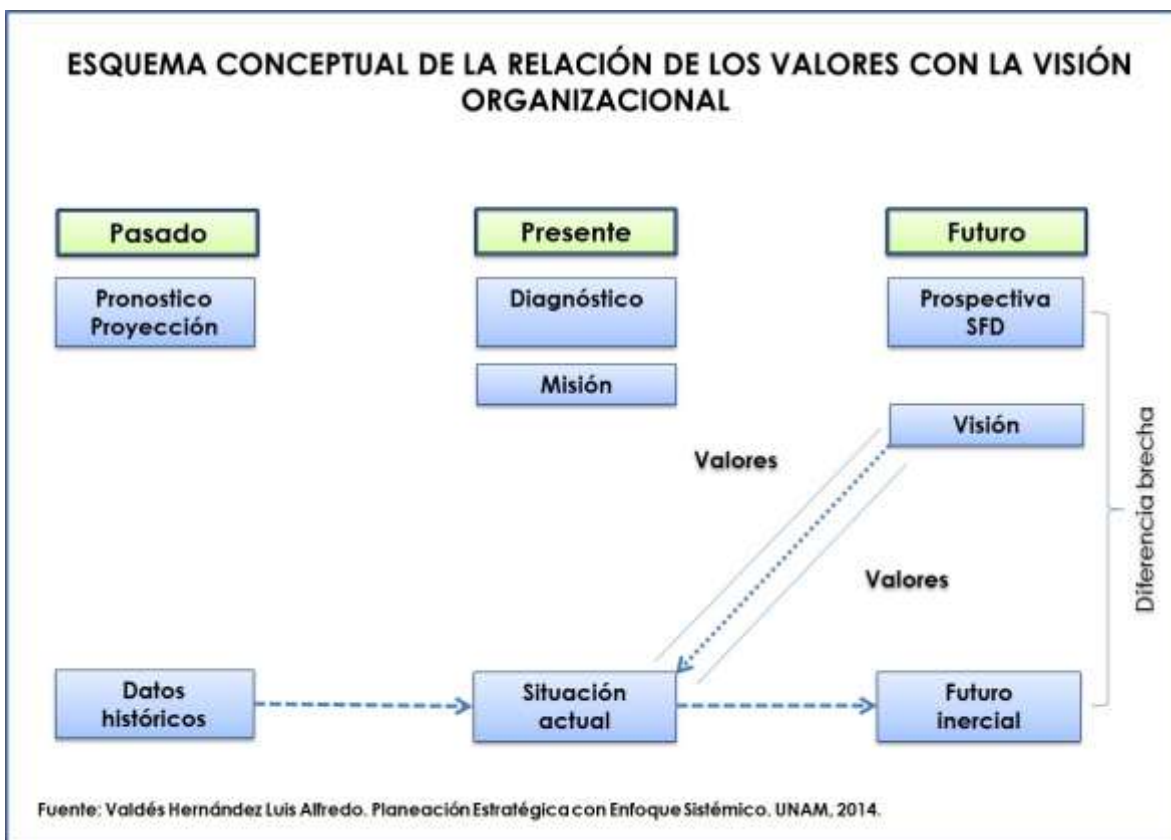 ESQUEMA CONCEPTUAL DE LA RELACIÓN DE LOS VALORES CON LA VISIÓN
ORGANIZACIONAL
Pasado
Presente
Futuro
Pronostico
Proyección
Diagnóstico
Prospectiva
SFD
Misión
Visión
Valores
Valores
Diferencia brecha
Datos
históricos
Situación
actual
Futuro
inercial
Fuente: Valdés Hernández Luis Alfredo. Planeación Estratégica con Enfoque Sistémico. UNAM, 2014.